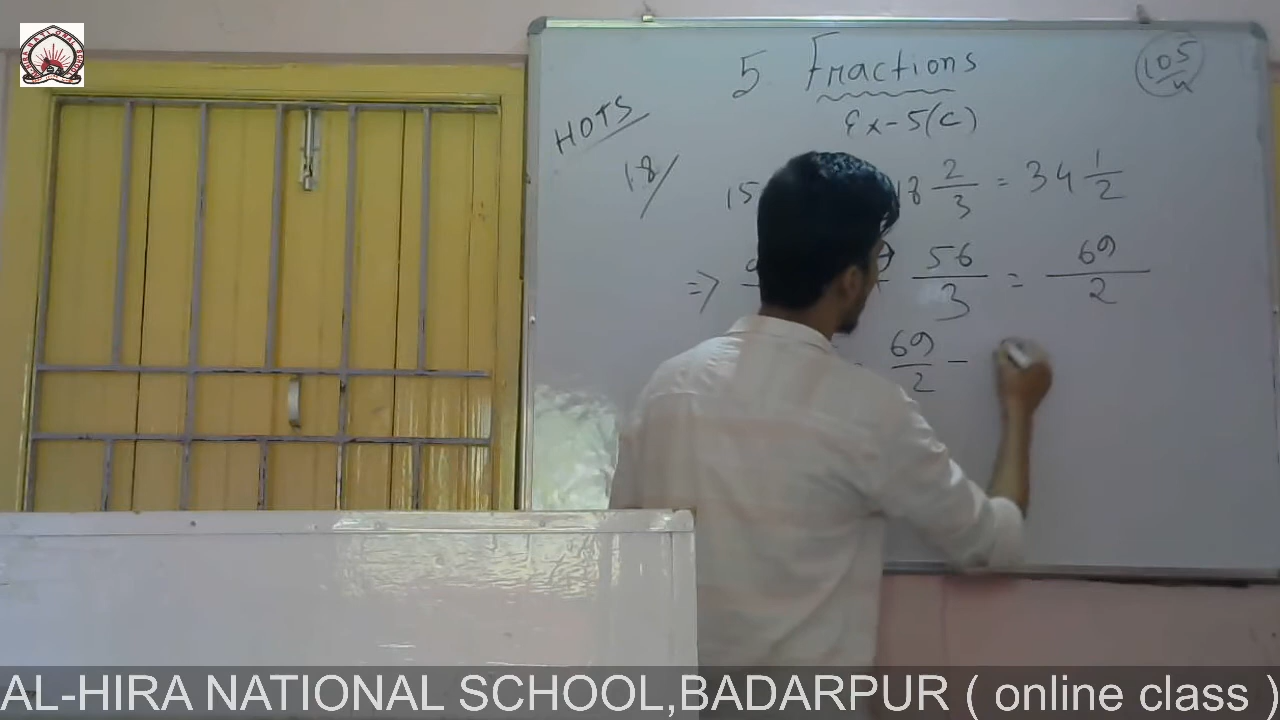 5 Fractions
105/4
Ex-5(C)
HOTS
18/ 15 18 2/3 = 34 1/2
=> 56/3 = 69/2
= 69/2 -
AL-HIRA NATIONAL SCHOOL,BADARPUR ( online class )